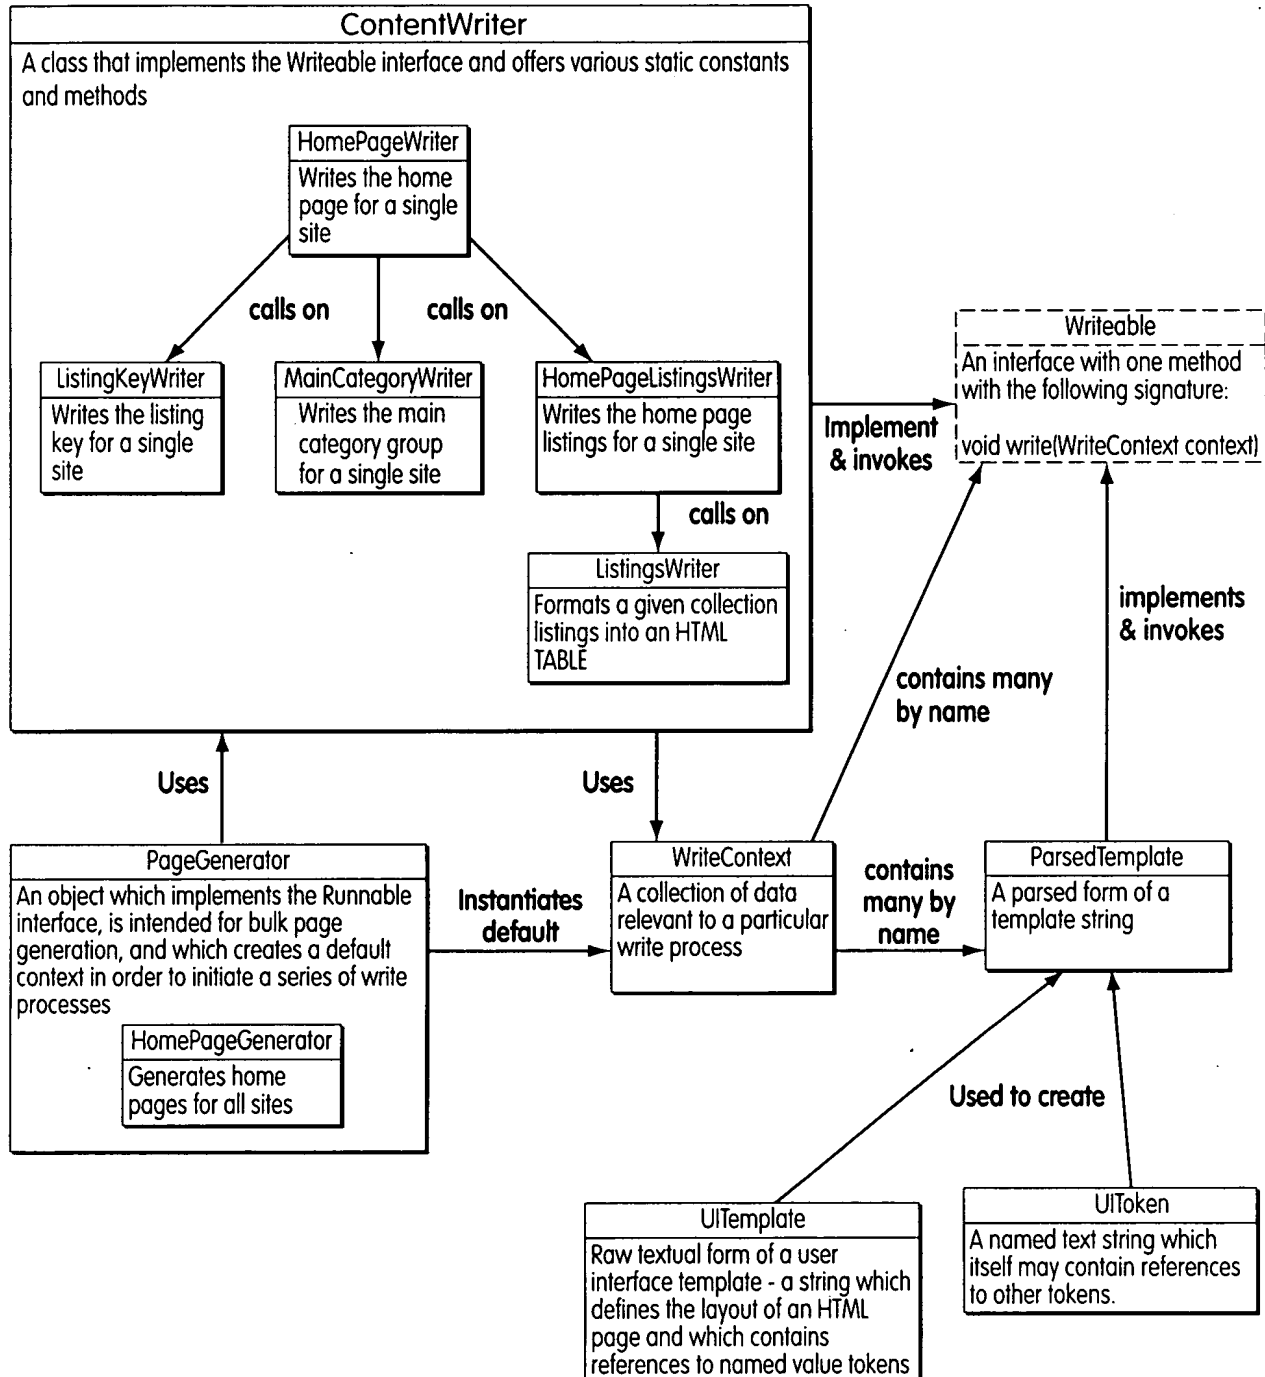 ContentWriter
A class that implements the Writeable interface and offers various static constants
and methods
HomePageWriter
Writes the home
page for a single
site
calls on
calls on
ListingKeyWriter
Writes the listing
key for a single
site
MainCategoryWriter
Writes the main
category group
for a single site
HomePageListingsWriter
Writes the home page
listings for a single site
calls on
ListingsWriter
Formats a given collection
listings into an HTML
TABLE
Implement
& invokes
Writeable
An interface with one method
with the following signature:
void write(WriteContext context)
implements
& invokes
contains many
by name
Uses
Uses
PageGenerator
An object which implements the Runnable
interface, is intended for bulk page
generation, and which creates a default
context in order to initiate a series of write
processes
HomePageGenerator
Generates home
pages for all sites
Instantiates
default
WriteContext
A collection of data
relevant to a particular
write process
contains
many by
name
ParsedTemplate
A parsed form of a
template string
Used to create
UITemplate
Raw textual form of a user
interface template - a string which
defines the layout of an HTML
page and which contains
references to named value tokens
UIToken
A named text string which
itself may contain references
to other tokens.